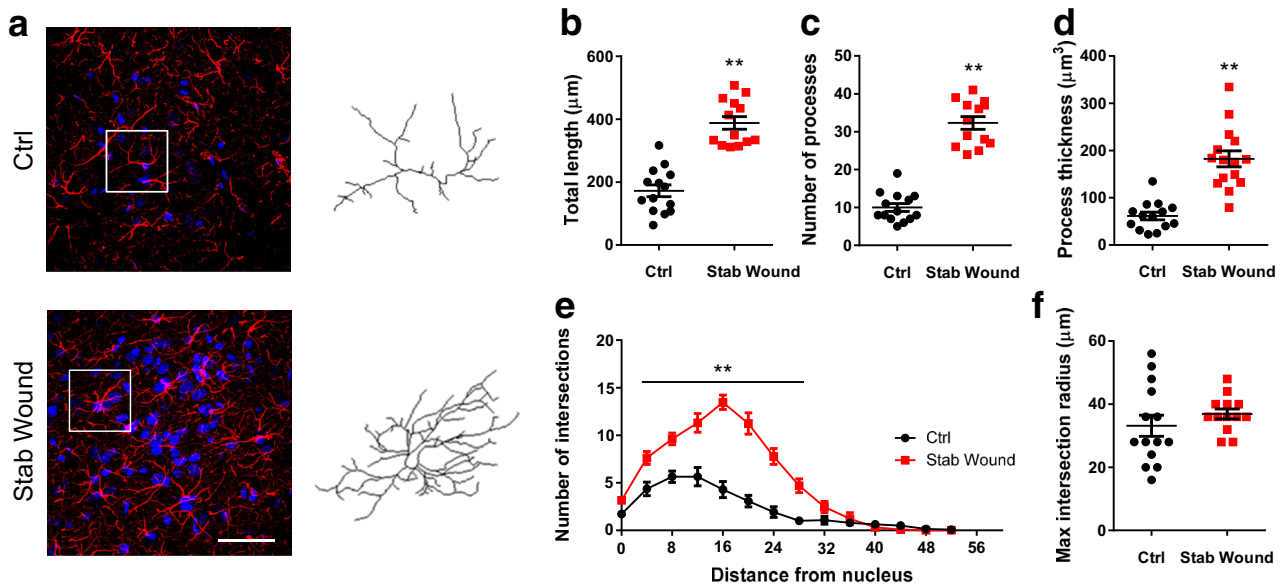 a
Ctrl
Stab Wound
b
Total length (μm)
600
400
200
0
**
Ctrl
Stab Wound
c
Number of processes
50
40
30
20
10
0
**
Ctrl
Stab Wound
d
Process thickness (μm³)
400
300
200
100
0
**
Ctrl
Stab Wound
e
Number of intersections
20
15
10
5
0
**
Ctrl
Stab Wound
0 8 16 24 32 40 48 56
Distance from nucleus
f
Max intersection radius (μm)
60
40
20
0
Ctrl
Stab Wound